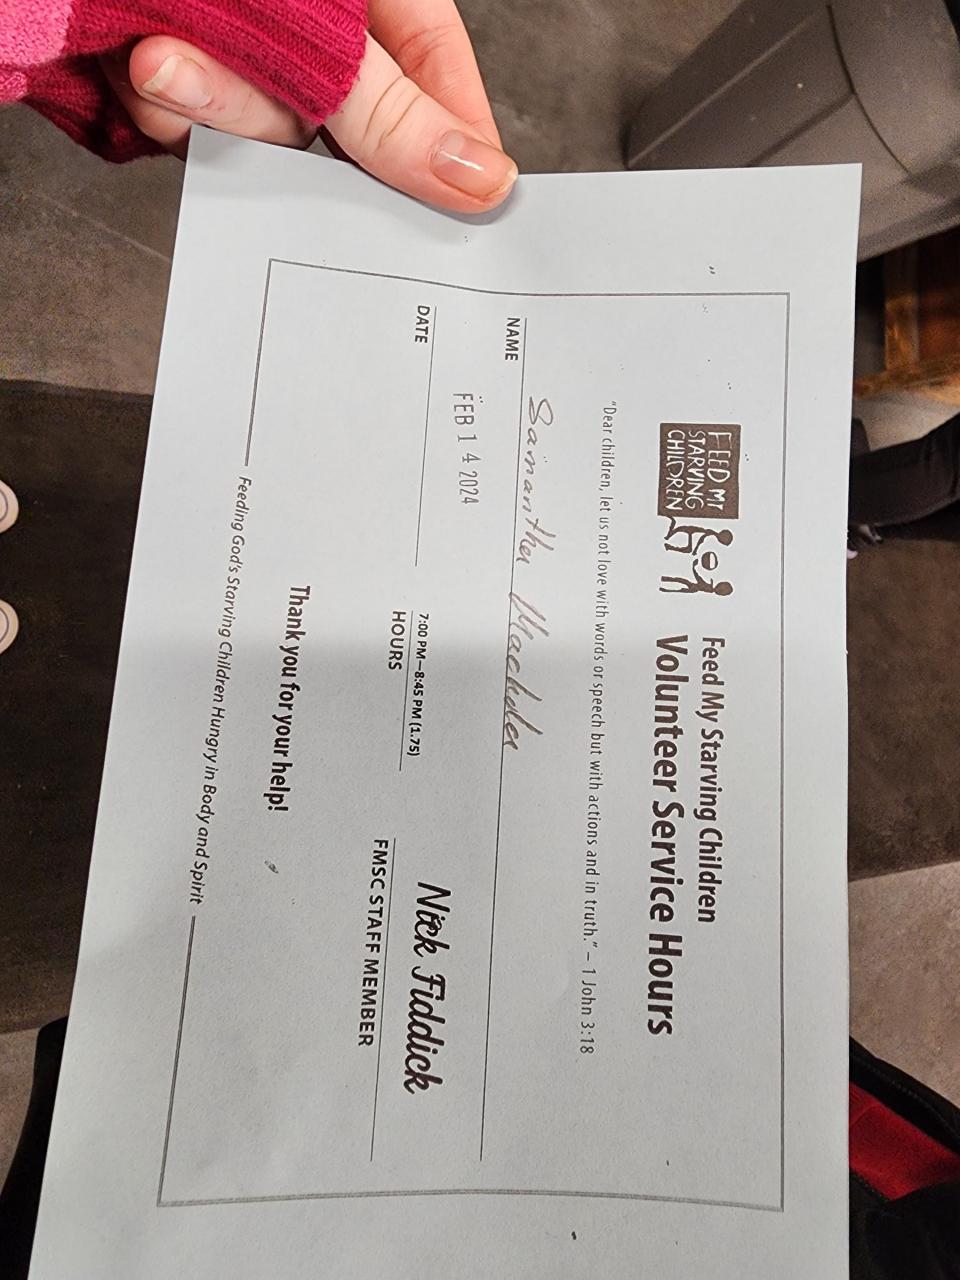 FEED MY
STARVING
CHILDREN
Feed My Starving Children
Volunteer Service Hours
"Dear children, let us not love with words or speech but with actions and in truth." – 1 John 3:18
Samantha
NAME
FEB 14 2024
7:00 PM—8:45 PM (1.75)
Nick Fiddick
DATE
HOURS
FMSC STAFF MEMBER
Thank you for your help!
Feeding God's Starving Children Hungry in Body and Spirit